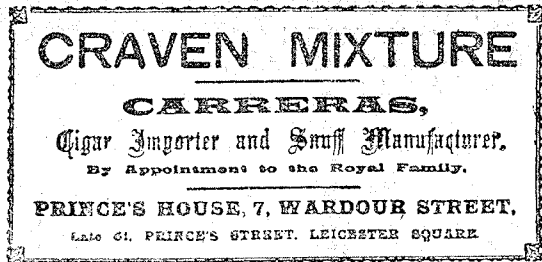 CRAVEN MIXTURE
CARRERAS,
Cigar Importer and Snuff Manufacturer.
By Appointment to the Royal Family.
PRINCE'S HOUSE, 7, WARDOUR STREET,
Late 61, PRINCE'S STREET, LEICESTER SQUARE